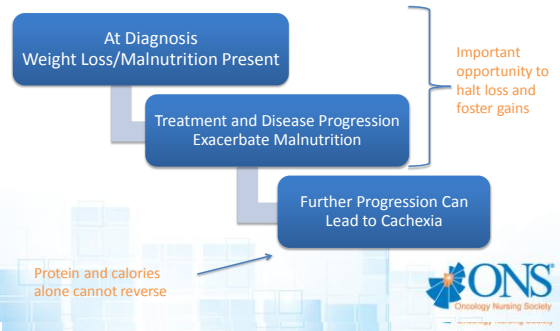 At Diagnosis
Weight Loss/Malnutrition Present
Important
opportunity to
halt loss and
foster gains
Treatment and Disease Progression
Exacerbate Malnutrition
Further Progression Can
Lead to Cachexia
Protein and calories
alone cannot reverse
ONS®
Oncology Nursing Society